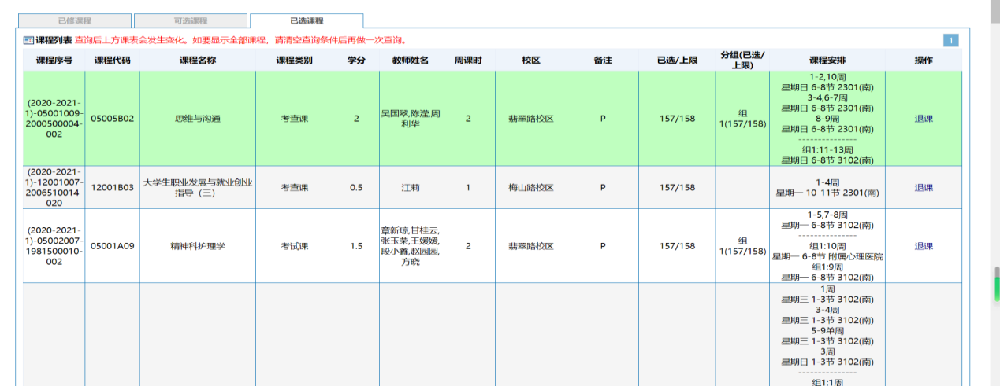 已修课程
可选课程
已选课程
课程列表 查询后上方课表会发生变化。如要显示全部课程，请清空查询条件后再做一次查询。
1
课程序号
课程代码
课程名称
课程类别
学分
教师姓名
周课时
校区
备注
已选/上限
分组(已选/
上限)
课程安排
操作
(2020-2021-
1)-05001009-
2000500004-
002
05005B02
思维与沟通
考查课
2
吴国翠,陈滢,周
利华
2
翡翠路校区
P
157/158
组
1(157/158)
1-2,10周
星期日 6-8节 2301(南)
3-4,6-7周
星期日 6-8节 2301(南)
8-9周
星期日 6-8节 2301(南)
---------------
组1:11-13周
星期日 6-8节 3102(南)
退课
(2020-2021-
1)-12001007-
2006510014-
020
12001B03
大学生职业发展与就业创业
指导（三）
考查课
0.5
江莉
1
梅山路校区
P
157/158
1-4周
星期一 10-11节 2301(南)
退课
(2020-2021-
1)-05002007-
1981500010-
002
05001A09
精神科护理学
考试课
1.5
章新琼,甘桂云,
张玉荣,王嫒嫒,
段小鑫,赵园园,
方晓
2
翡翠路校区
P
157/158
组
1(157/158)
1-5,7-8周
星期一 6-8节 3102(南)
---------------
组1:10周
星期一 6-8节 附属心理医院
组1:9周
星期一 6-8节 3102(南)
退课
1周
星期三 1-3节 3102(南)
3-4周
星期三 1-3节 3102(南)
5-9单周
星期三 1-3节 3102(南)
3周
星期日 1-3节 3102(南)
---------------
组1:1周